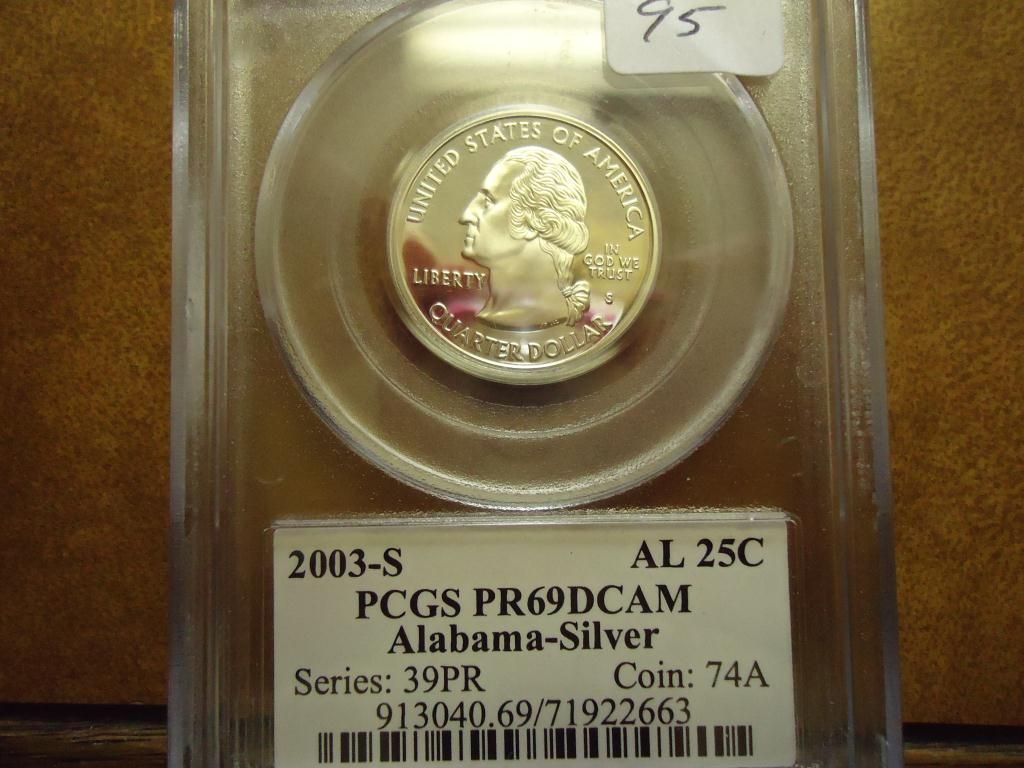 95
UNITED STATES OF AMERICA
LIBERTY
IN
GOD WE
TRUST
S
QUARTER DOLLAR
2003-S AL 25C
PCGS PR69DCAM
Alabama-Silver
Series: 39PR Coin: 74A
913040.69/71922663